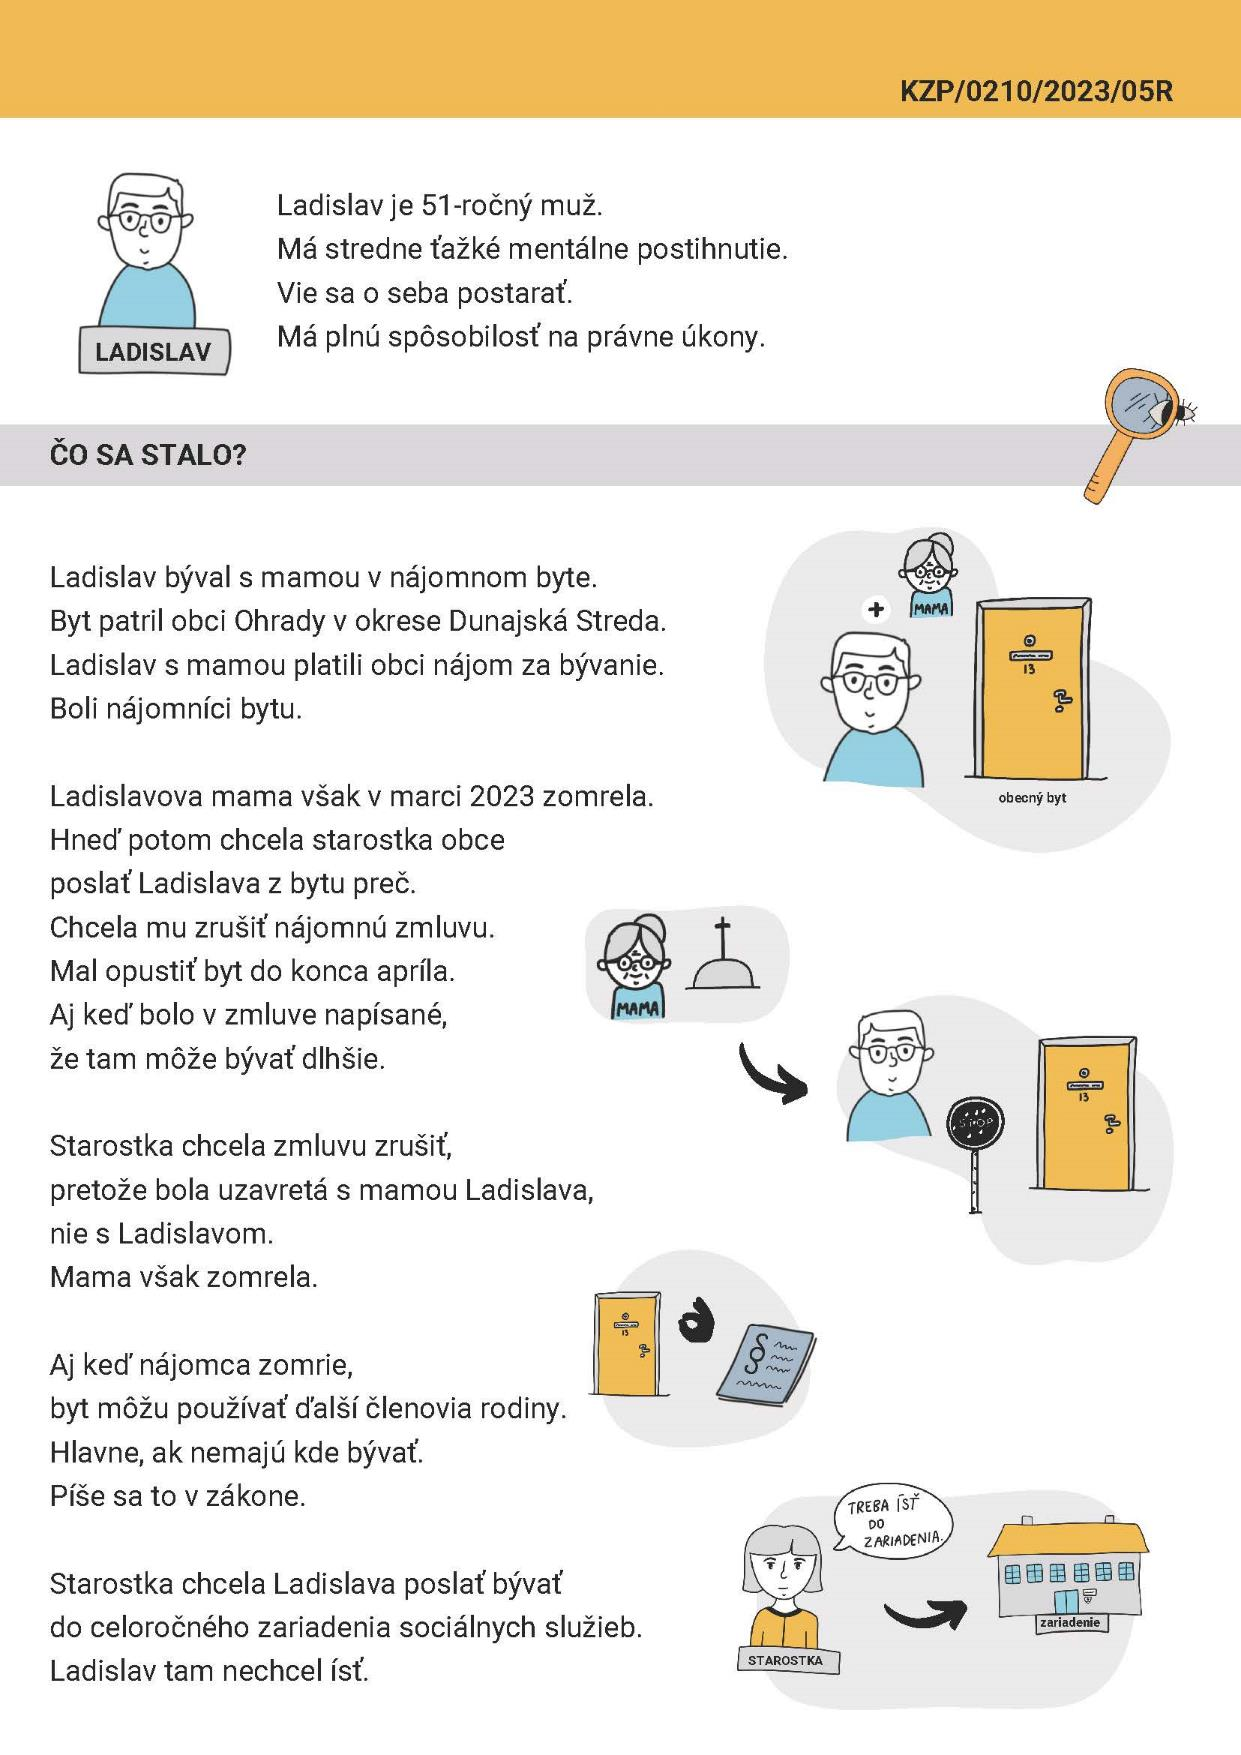 KZP/0210/2023/05R
LADISLAV
Ladislav je 51-ročný muž.
Má stredne ťažké mentálne postihnutie.
Vie sa o seba postarať.
Má plnú spôsobilosť na právne úkony.
ČO SA STALO?
Ladislav býval s mamou v nájomnom byte.
Byt patril obci Ohrady v okrese Dunajská Streda.
Ladislav s mamou platili obci nájom za bývanie.
Boli nájomníci bytu.
MAMA
13
obecný byt
Ladislavova mama však v marci 2023 zomrela.
Hneď potom chcela starostka obce
poslať Ladislava z bytu preč.
Chcela mu zrušiť nájomnú zmluvu.
Mal opustiť byt do konca apríla.
Aj keď bolo v zmluve napísané,
že tam môže bývať dlhšie.
MAMA
STOP
13
Starostka chcela zmluvu zrušiť,
pretože bola uzavretá s mamou Ladislava,
nie s Ladislavom.
Mama však zomrela.
13
§
Aj keď nájomca zomrie,
byt môžu používať ďalší členovia rodiny.
Hlavne, ak nemajú kde bývať.
Píše sa to v zákone.
Starostka chcela Ladislava poslať bývať
do celoročného zariadenia sociálnych služieb.
Ladislav tam nechcel ísť.
TREBA ÍSŤ
DO
ZARIADENIA.
STAROSTKA
zariadenie